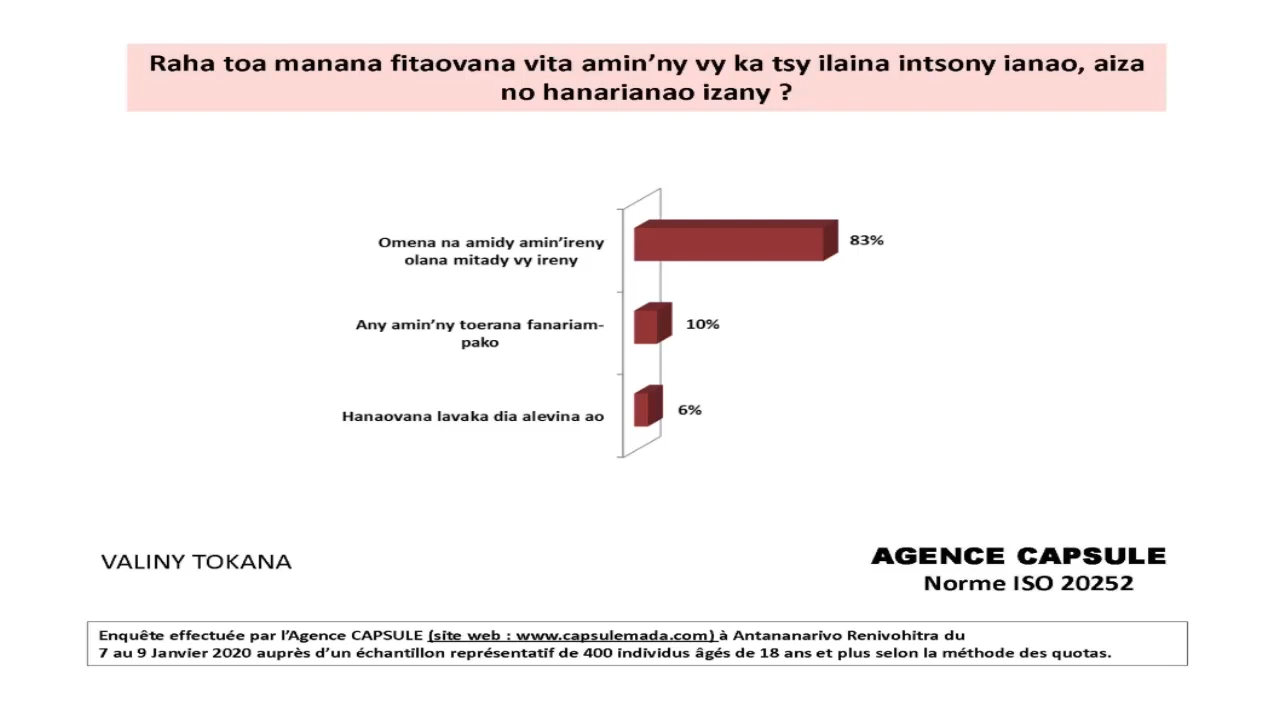 Raha toa manana fitaovana vita amin’ny vy ka tsy ilaina intsony ianao, aiza
no hanarianao izany ?
Omena na amidy amin’ireny
olana mitady vy ireny
83%
Any amin’ny toerana fanariam-
pako
10%
Hanaovana lavaka dia alevina ao
6%
VALINY TOKANA
AGENCE CAPSULE
Norme ISO 20252
Enquête effectuée par l’Agence CAPSULE (site web : www.capsulemada.com) à Antananarivo Renivohitra du
7 au 9 Janvier 2020 auprès d’un échantillon représentatif de 400 individus âgés de 18 ans et plus selon la méthode des quotas.